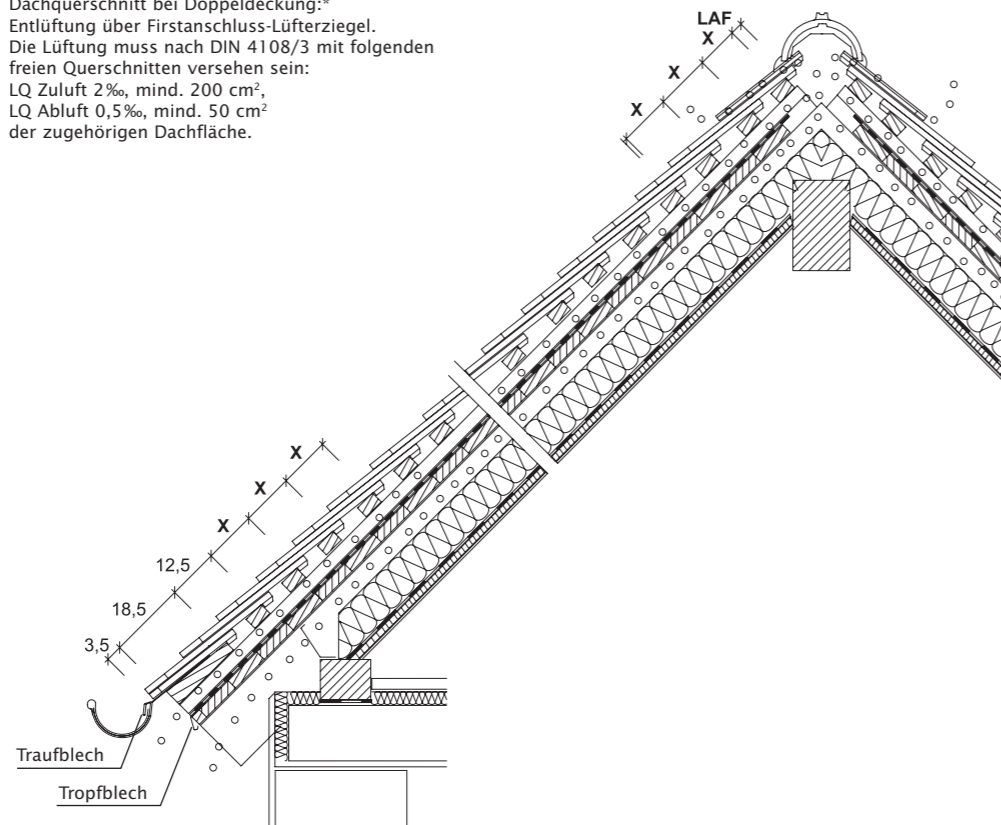 Dachquerschnitt bei Doppeldeckung:*
Entlüftung über Firstanschluss-Lüfterziegel.
Die Lüftung muss nach DIN 4108/3 mit folgenden
freien Querschnitten versehen sein:
LQ Zuluft 2‰, mind. 200 cm²,
LQ Abluft 0,5‰, mind. 50 cm²
der zugehörigen Dachfläche.
LAF
X
X
X
X
X
X
12,5
18,5
3,5
Traufblech
Tropfblech